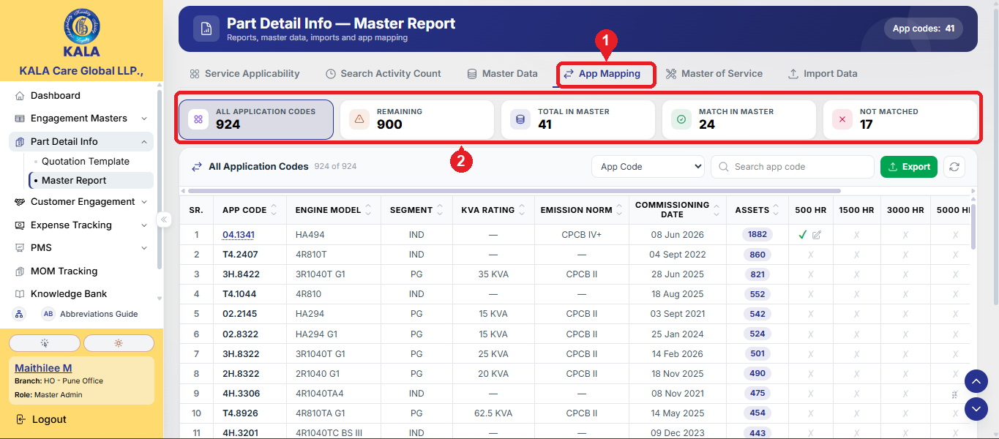 KALA
KALA Care Global LLP.,
Dashboard
Engagement Masters
Part Detail Info
Quotation Template
Master Report
Customer Engagement
Expense Tracking
PMS
MOM Tracking
Knowledge Bank
AB Abbreviations Guide
Maithilee M
Branch: HO - Pune Office
Role: Master Admin
Logout
Part Detail Info — Master Report
Reports, master data, imports and app mapping
App codes: 41
1
Service Applicability Search Activity Count Master Data App Mapping Master of Service Import Data
ALL APPLICATION CODES
924
REMAINING
900
TOTAL IN MASTER
41
MATCH IN MASTER
24
NOT MATCHED
17
2
All Application Codes 924 of 924 App Code Search app code Export
SR. APP CODE ENGINE MODEL SEGMENT KVA RATING EMISSION NORM COMMISSIONING DATE ASSETS 500 HR 1500 HR 3000 HR 5000
1 04.1341 HA494 IND — CPCB IV+ 08 Jun 2026 1882 ✓ X X X
2 T4.2407 4R810T IND — — 04 Sept 2022 860 X X X X
3 3H.8422 3R1040T G1 PG 35 KVA CPCB II 28 Jun 2025 821 X X X X
4 T4.1044 4R810 IND — — 18 Aug 2025 552 X X X X
5 02.2145 HA294 PG 15 KVA CPCB II 03 Sept 2021 542 X X X X
6 02.8322 HA294 G1 PG 15 KVA CPCB II 25 Jan 2024 524 X X X X
7 3H.8322 3R1040T G1 PG 25 KVA CPCB II 14 Feb 2026 501 X X X X
8 2H.8322 2R1040 G1 PG 20 KVA CPCB II 18 Nov 2025 490 X X X
9 4H.3306 4R1040TA4 IND — — 08 Nov 2021 475 X X X
10 T4.8926 4R810TA G1 PG 62.5 KVA CPCB II 14 May 2025 454 X X X
11 4H.3201 4R1040TC BS III IND — — 09 Dec 2023 443 X X X X